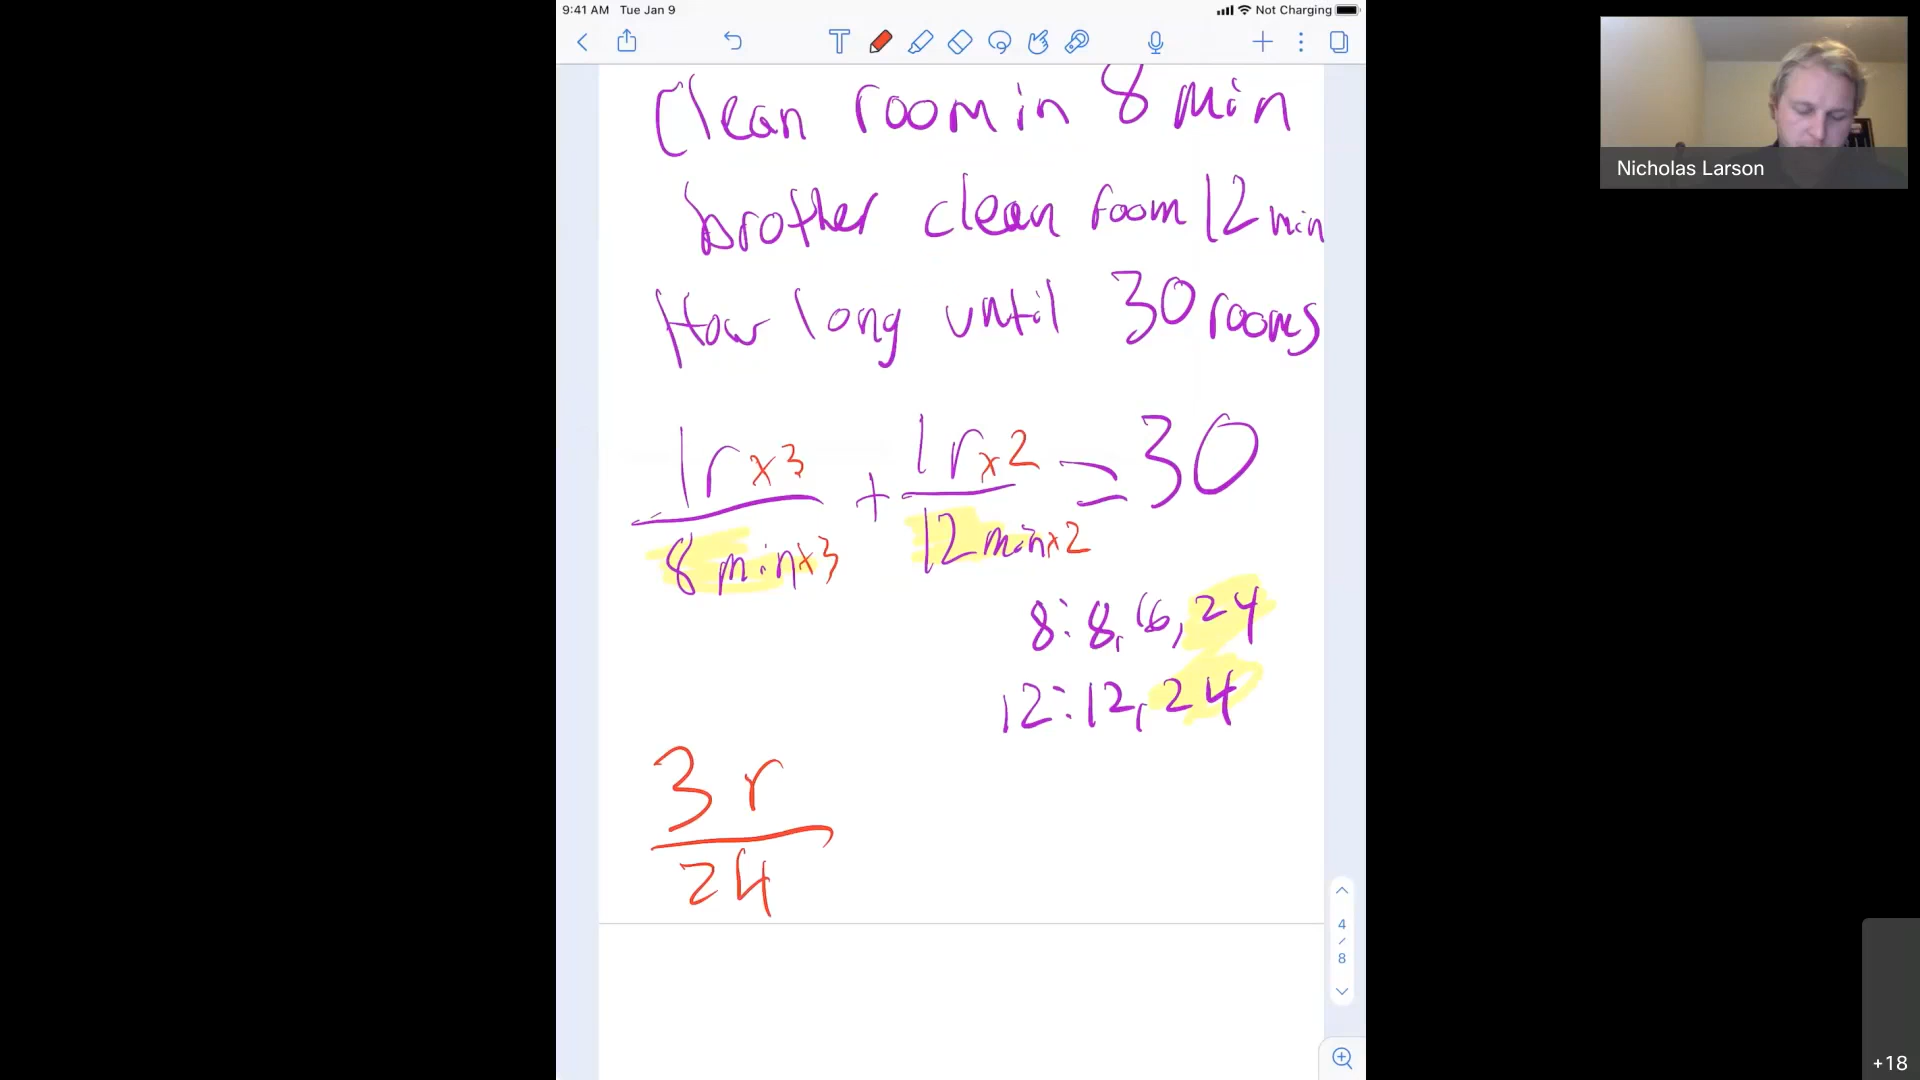 9:41 AM Tue Jan 9
Not Charging
Clean room in 8 min
brother clean room 12 min
How long until 30 rooms
1r x3 + 1r x2 = 30
8 min x3 12 min x2
8: 8, 16, 24
12: 12, 24
3 r
24
4
/
8
Nicholas Larson
+18